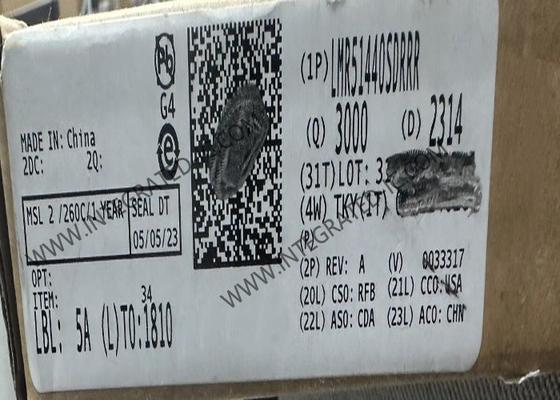 Pb
G4
e
MADE IN: China
2DC: 2Q:
MSL 2 /260C/1 YEAR
SEAL DT
05/05/23
OPT:
ITEM: 34
LBL: 5A (L)TO:1810
(1P) LMR51440SDRRR
(Q) 3000 (D) 2314
(31T)LOT: 3
(4W) TKY(1T)
(P)
(2P) REV: A (V) 0033317
(20L) CSO: RFB (21L) CCO:USA
(22L) ASO: CDA (23L) ACO: CHN